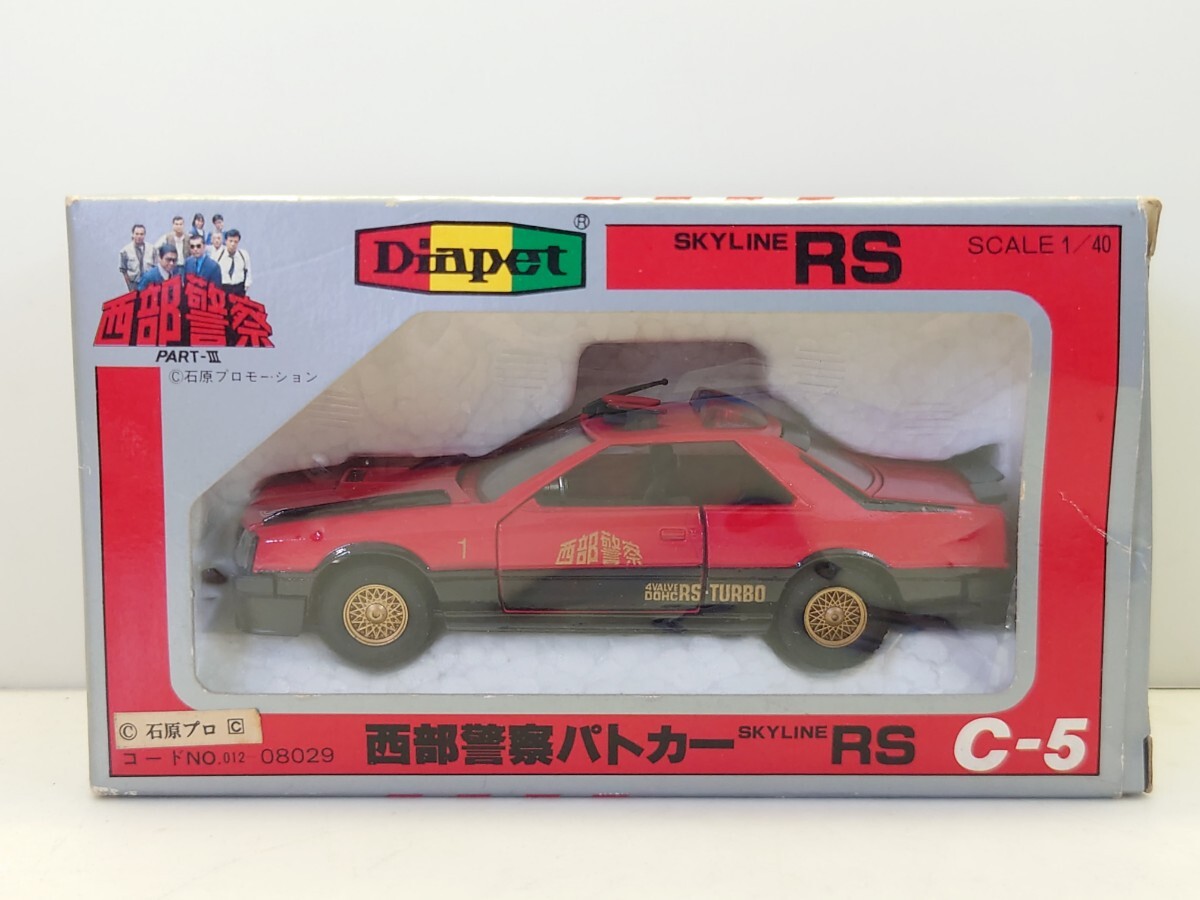 西部警察
PART-III
©石原プロモーション
Diapet®
SKYLINE RS
SCALE 1/40
1
西部警察
4VALVE DOHC RS-TURBO
© 石原プロ C
コードNO.012-08029
西部警察パトカー SKYLINE RS
C-5